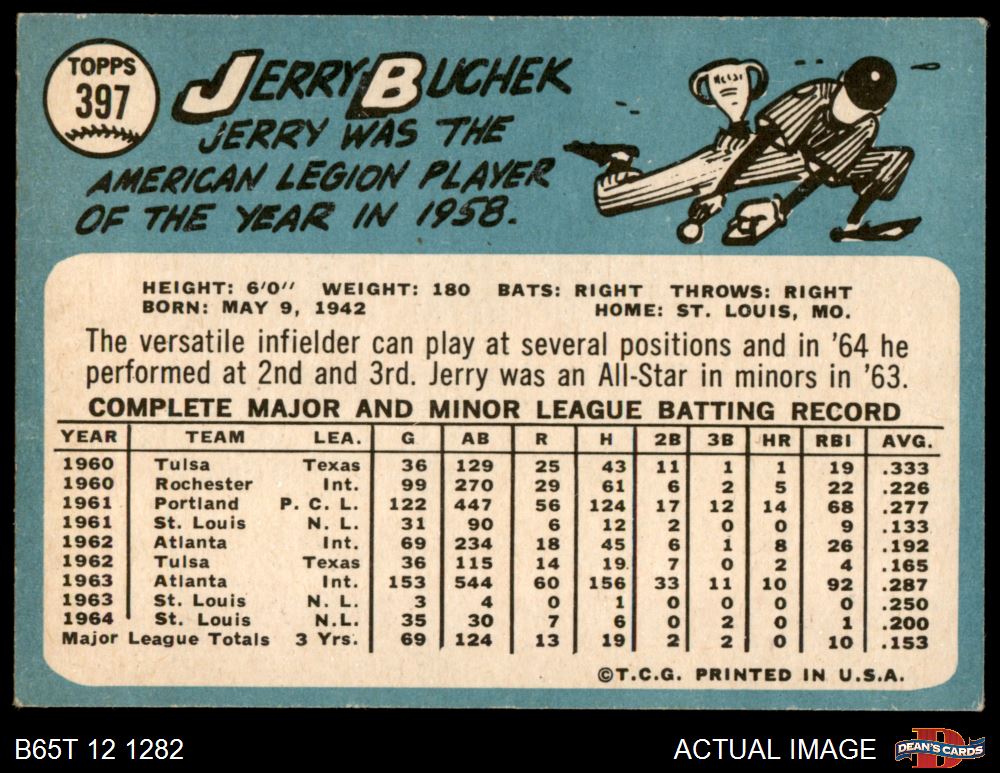 TOPPS
397
JERRY BUCHEK
JERRY WAS THE
AMERICAN LEGION PLAYER
OF THE YEAR IN 1958.
HEIGHT: 6'0" WEIGHT: 180 BATS: RIGHT THROWS: RIGHT
BORN: MAY 9, 1942 HOME: ST. LOUIS, MO.
The versatile infielder can play at several positions and in '64 he
performed at 2nd and 3rd. Jerry was an All-Star in minors in '63.
COMPLETE MAJOR AND MINOR LEAGUE BATTING RECORD
YEAR TEAM LEA. G AB R H 2B 3B HR RBI AVG.
1960 Tulsa Texas 36 129 25 43 11 1 1 19 .333
1960 Rochester Int. 99 270 29 61 6 2 5 22 .226
1961 Portland P. C. L. 122 447 56 124 17 12 14 68 .277
1961 St. Louis N. L. 31 90 6 12 2 0 0 9 .133
1962 Atlanta Int. 69 234 18 45 6 1 8 26 .192
1962 Tulsa Texas 36 115 14 19 7 0 2 4 .165
1963 Atlanta Int. 153 544 60 156 33 11 10 92 .287
1963 St. Louis N. L. 3 4 0 1 0 0 0 0 .250
1964 St. Louis N.L. 35 30 7 6 0 2 0 1 .200
Major League Totals 3 Yrs. 69 124 13 19 2 2 0 10 .153
©T.C.G. PRINTED IN U.S.A.
B65T 12 1282 ACTUAL IMAGE
D
DEAN'S CARDS